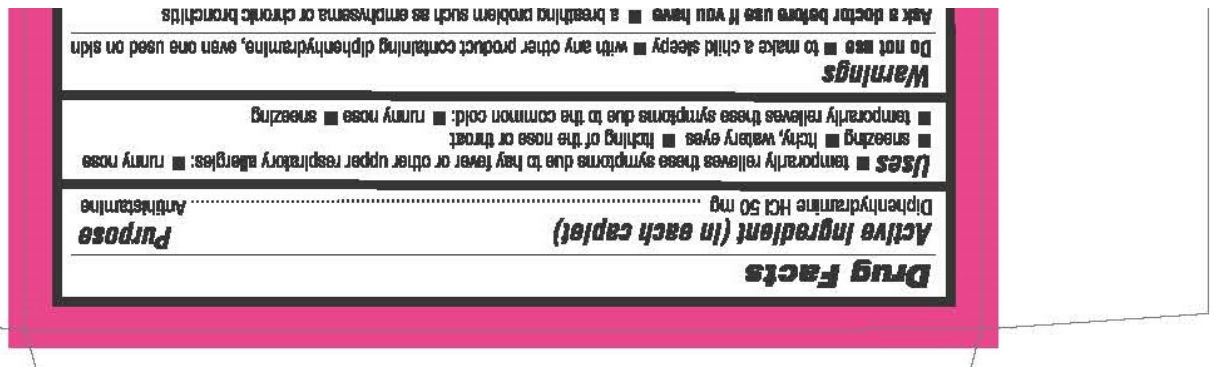 Drug Facts
Active Ingredient (in each caplet) Purpose
Diphenhydramine HCl 50 mg ........................................ Antihistamine
Uses ■ temporarily relieves these symptoms due to hay fever or other upper respiratory allergies: ■ runny nose
■ sneezing ■ itchy, watery eyes ■ itching of the nose or throat
■ temporarily relieves these symptoms due to the common cold: ■ runny nose ■ sneezing
Warnings
Do not use ■ to make a child sleepy ■ with any other product containing diphenhydramine, even one used on skin
Ask a doctor before use if you have ■ a breathing problem such as emphysema or chronic bronchitis